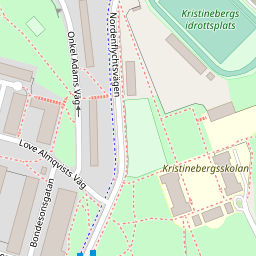 Kristinebergs
idrottsplats
Nordenflychtsvägen
Onkel Adams Väg
Love Almqvists Väg
Kristinebergsskolan
Bondesonsgatan